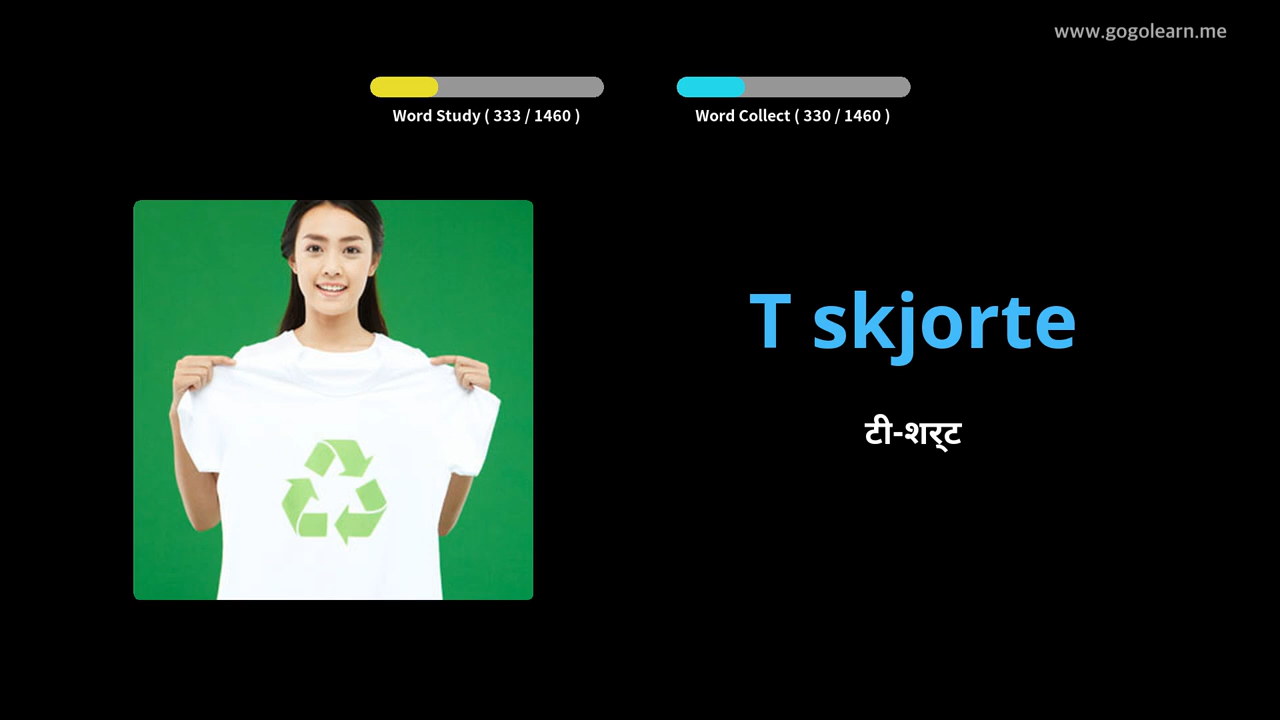 www.gogolearn.me
Word Study ( 333 / 1460 )
Word Collect ( 330 / 1460 )
T skjorte
टी-शर्ट